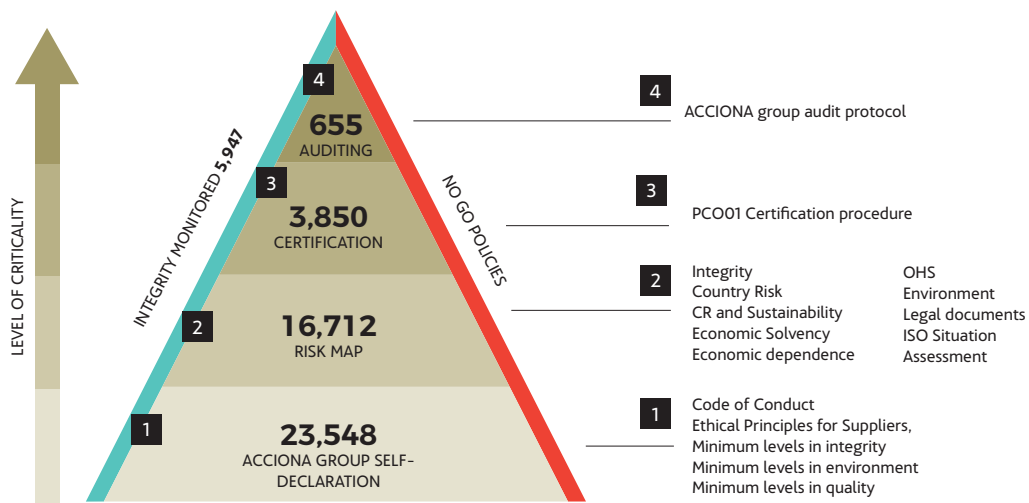 LEVEL OF CRITICALITY
INTEGRITY MONITORED 5,947
NO GO POLICIES
4
655
AUDITING
3
3,850
CERTIFICATION
2
16,712
RISK MAP
1
23,548
ACCIONA GROUP SELF-
DECLARATION
4
ACCIONA group audit protocol
3
PCO01 Certification procedure
2
Integrity
Country Risk
CR and Sustainability
Economic Solvency
Economic dependence
OHS
Environment
Legal documents
ISO Situation
Assessment
1
Code of Conduct
Ethical Principles for Suppliers,
Minimum levels in integrity
Minimum levels in environment
Minimum levels in quality